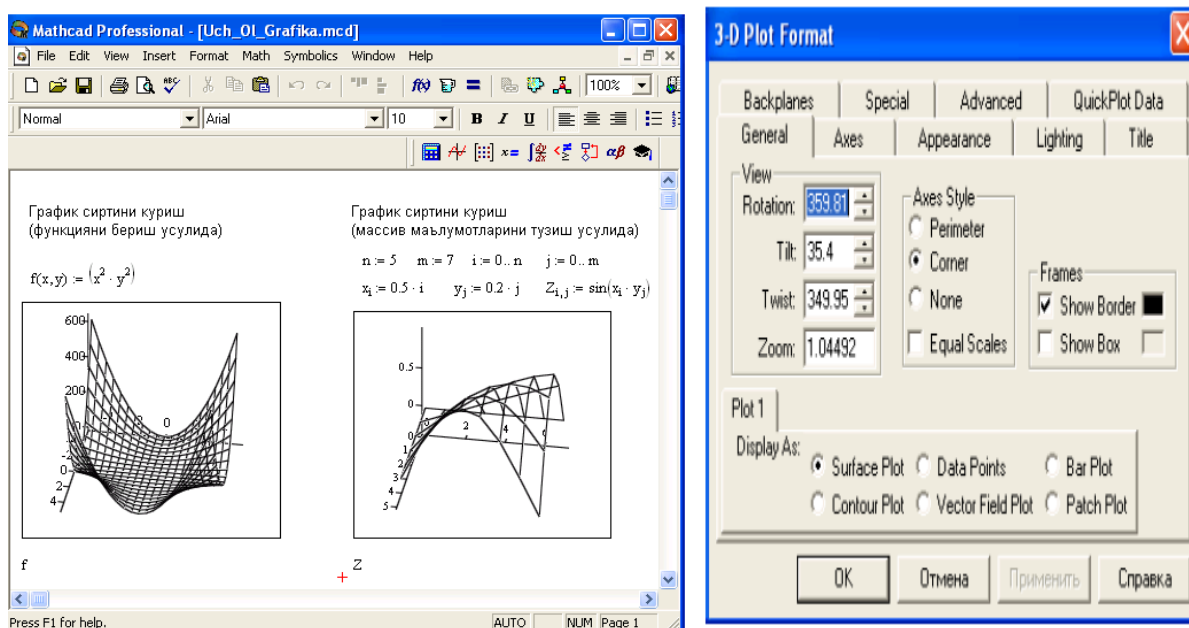 Mathcad Professional - [Uch_Ol_Grafika.mcd]
File Edit View Insert Format Math Symbolics Window Help
100%
Normal Arial 10 B I U
x= αβ
График сиртини куриш
(функцияни бериш усулида)
f(x,y) := (x² · y²)
600
400
200
0
0
2
4
f
График сиртини куриш
(массив маълумотларини тузиш усулида)
n := 5 m := 7 i := 0.. n j := 0.. m
xᵢ := 0.5 · i yⱼ := 0.2 · j Zᵢ,ⱼ := sin(xᵢ · yⱼ)
0.5
0
0
1
2
3
4
5
2 4 6
Z
Press F1 for help. AUTO NUM Page 1
3-D Plot Format
Backplanes Special Advanced QuickPlot Data
General Axes Appearance Lighting Title
View
Rotation: 359.81
Tilt: 35.4
Twist: 349.95
Zoom: 1.04492
Axes Style
Perimeter
Corner
None
Equal Scales
Frames
Show Border
Show Box
Plot 1
Display As:
Surface Plot Data Points Bar Plot
Contour Plot Vector Field Plot Patch Plot
OK Отмена Применить Справка